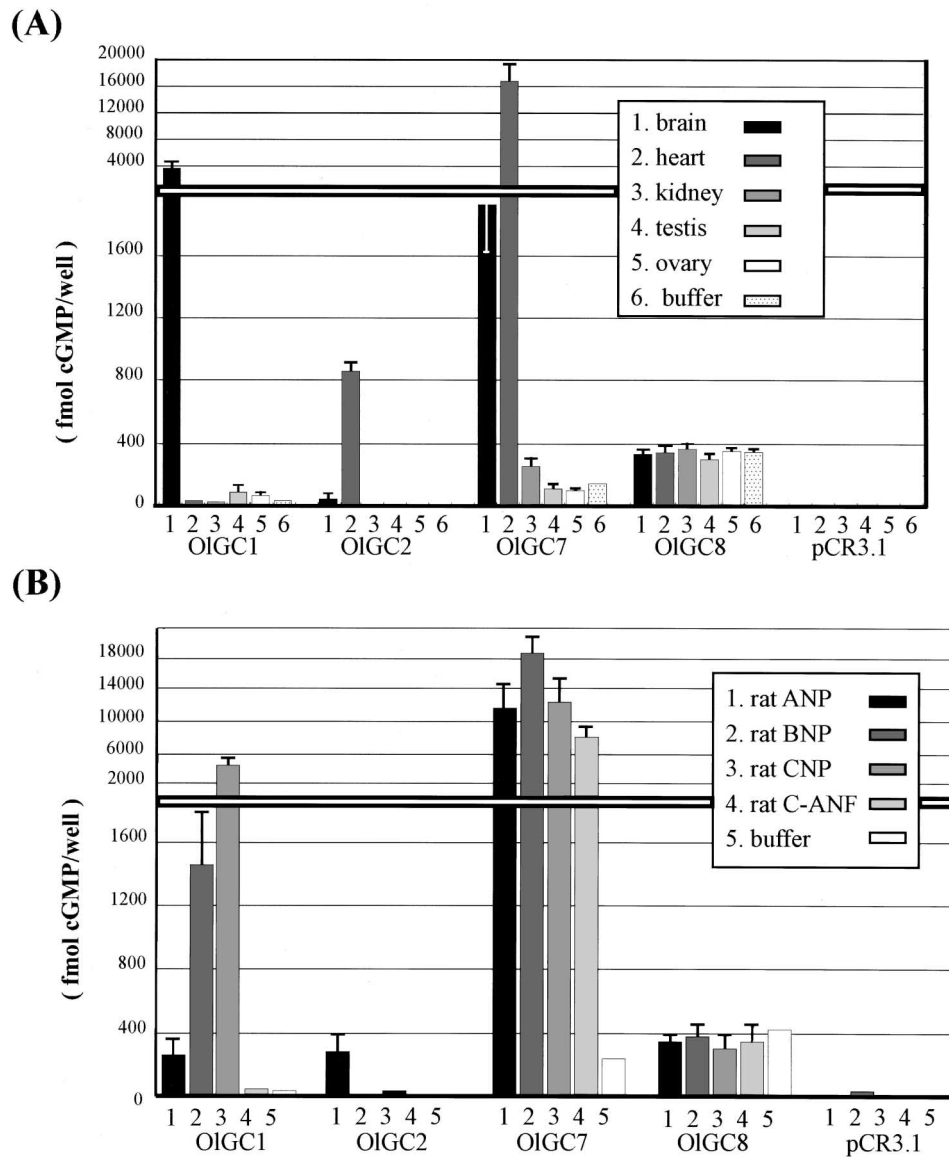 (A)
20000
16000
12000
8000
4000
1600
1200
800
400
0
( fmol cGMP/well )
1. brain
2. heart
3. kidney
4. testis
5. ovary
6. buffer
1 2 3 4 5 6 1 2 3 4 5 6 1 2 3 4 5 6 1 2 3 4 5 6 1 2 3 4 5 6
OlGC1 OlGC2 OlGC7 OlGC8 pCR3.1
(B)
18000
14000
10000
6000
2000
1600
1200
800
400
0
( fmol cGMP/well )
1. rat ANP
2. rat BNP
3. rat CNP
4. rat C-ANF
5. buffer
1 2 3 4 5 1 2 3 4 5 1 2 3 4 5 1 2 3 4 5 1 2 3 4 5
OlGC1 OlGC2 OlGC7 OlGC8 pCR3.1